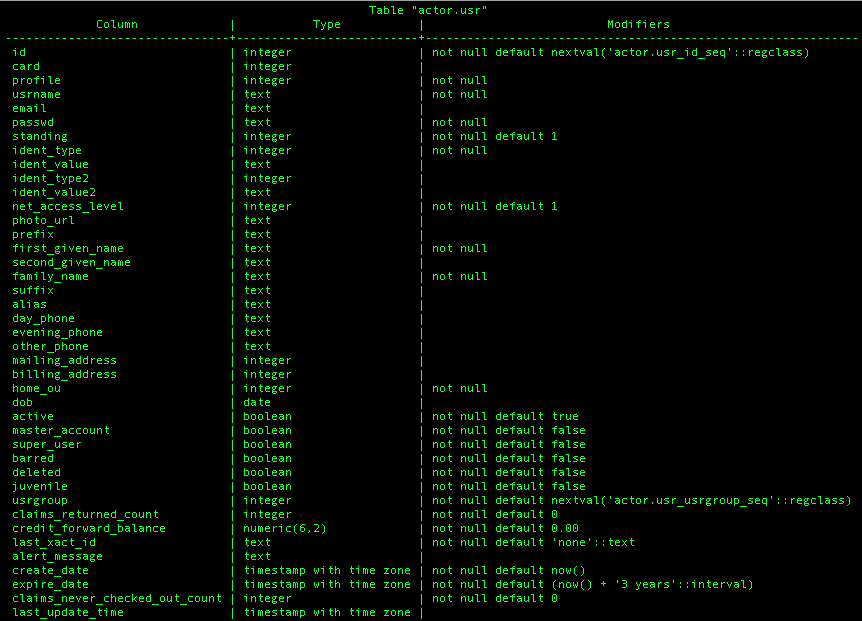 Table "actor.usr"
Column | Type | Modifiers
--------------------------------+--------------------------+---------------------------------------------------------------
id | integer | not null default nextval('actor.usr_id_seq'::regclass)
card | integer |
profile | integer | not null
usrname | text | not null
email | text |
passwd | text | not null
standing | integer | not null default 1
ident_type | integer | not null
ident_value | text |
ident_type2 | integer |
ident_value2 | text |
net_access_level | integer | not null default 1
photo_url | text |
prefix | text |
first_given_name | text | not null
second_given_name | text |
family_name | text | not null
suffix | text |
alias | text |
day_phone | text |
evening_phone | text |
other_phone | text |
mailing_address | integer |
billing_address | integer |
home_ou | integer | not null
dob | date |
active | boolean | not null default true
master_account | boolean | not null default false
super_user | boolean | not null default false
barred | boolean | not null default false
deleted | boolean | not null default false
juvenile | boolean | not null default false
usrgroup | integer | not null default nextval('actor.usr_usrgroup_seq'::regclass)
claims_returned_count | integer | not null default 0
credit_forward_balance | numeric(6,2) | not null default 0.00
last_xact_id | text | not null default 'none'::text
alert_message | text |
create_date | timestamp with time zone | not null default now()
expire_date | timestamp with time zone | not null default (now() + '3 years'::interval)
claims_never_checked_out_count | integer | not null default 0
last_update_time | timestamp with time zone |